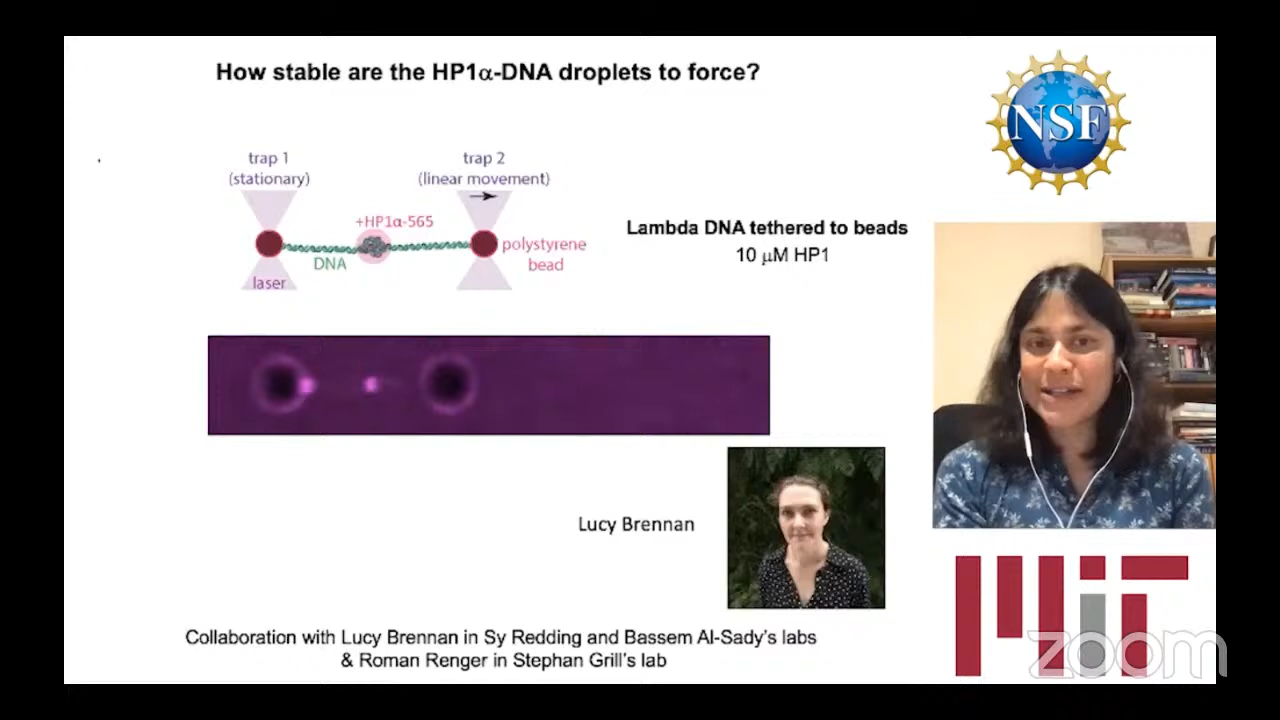 How stable are the HP1α-DNA droplets to force?
NSF
trap 1
(stationary)
trap 2
(linear movement)
+HP1α-565
DNA
polystyrene
bead
laser
Lambda DNA tethered to beads
10 μM HP1
Lucy Brennan
Collaboration with Lucy Brennan in Sy Redding and Bassem Al-Sady's labs
& Roman Renger in Stephan Grill's lab
MIT
zoom